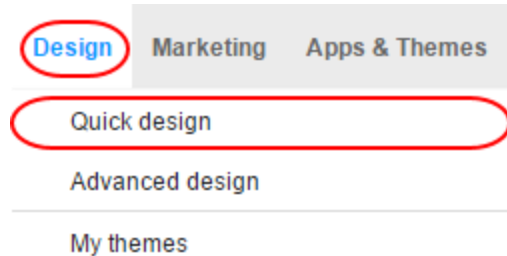 Design Marketing Apps & Themes
Quick design
Advanced design
My themes